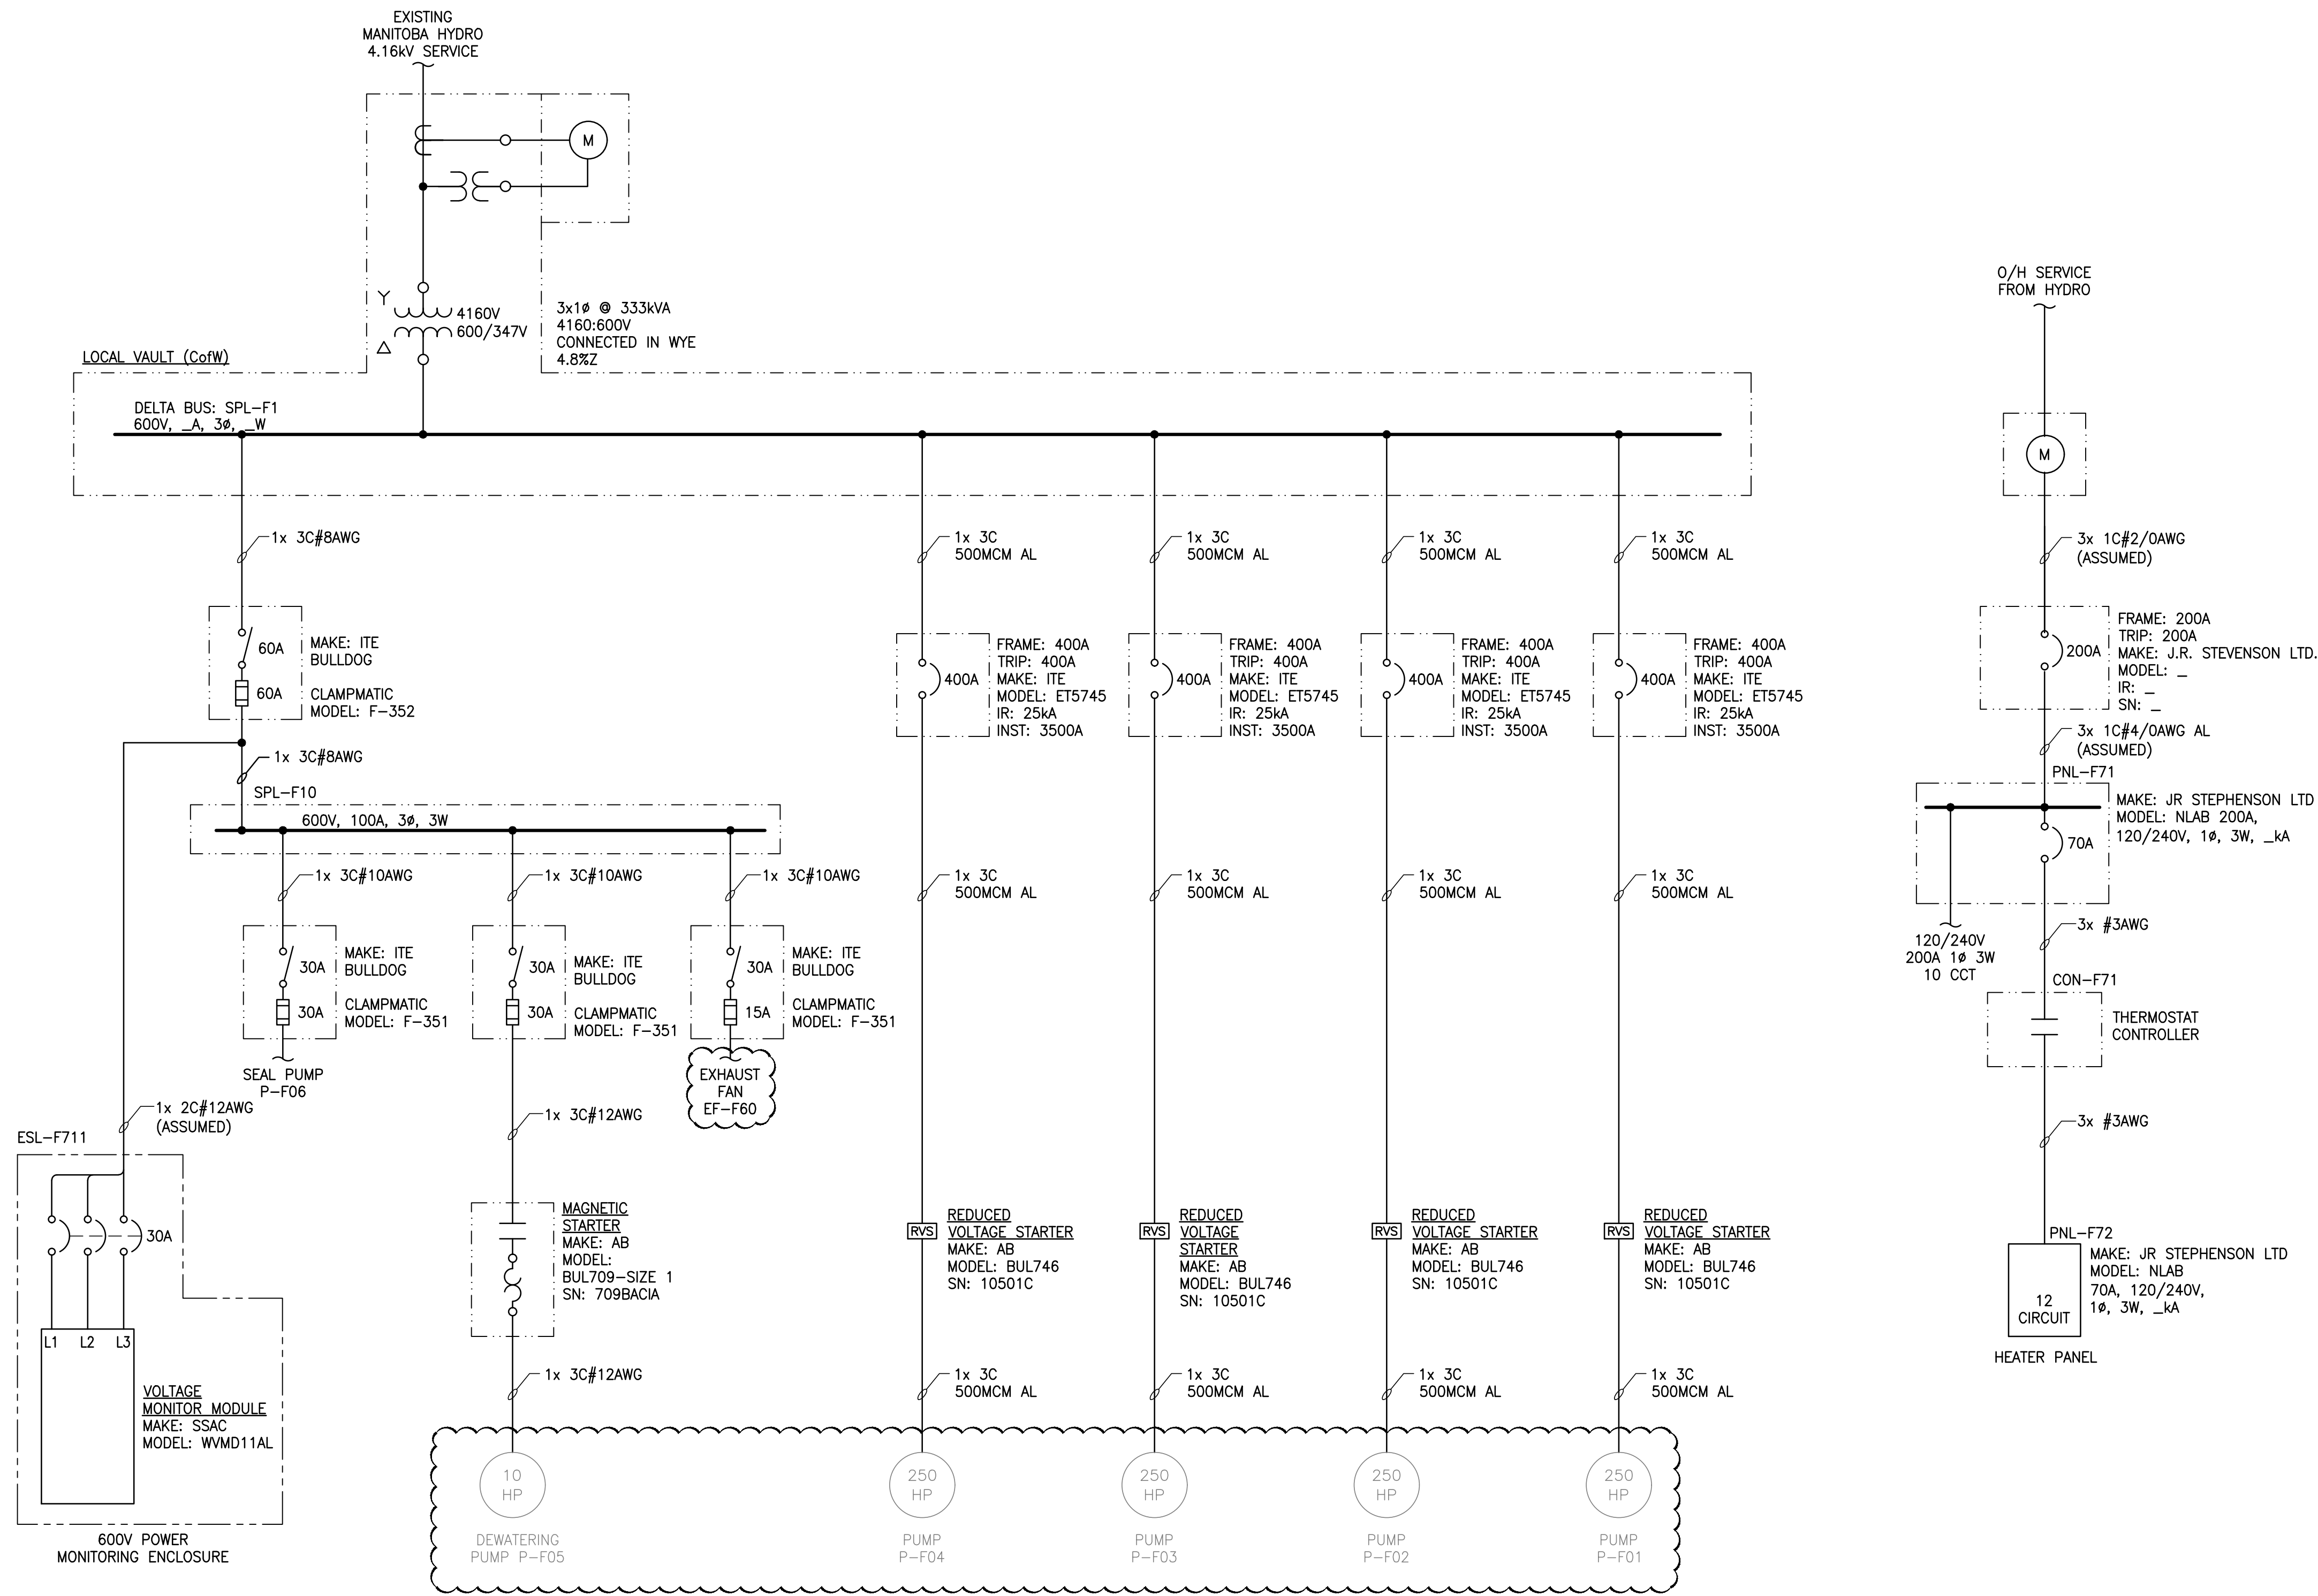 EXISTING
MANITOBA HYDRO
4.16kV SERVICE
M
4160V
600/347V
3x1ø @ 333kVA
4160:600V
CONNECTED IN WYE
4.8%Z
LOCAL VAULT (CofW)
DELTA BUS: SPL-F1
600V, _A, 3ø, _W
1x 3C#8AWG
60A
60A
MAKE: ITE
BULLDOG
CLAMPMATIC
MODEL: F-352
1x 3C#8AWG
SPL-F10
600V, 100A, 3ø, 3W
1x 3C#10AWG
30A
30A
MAKE: ITE
BULLDOG
CLAMPMATIC
MODEL: F-351
SEAL PUMP
P-F06
1x 3C#10AWG
30A
30A
MAKE: ITE
BULLDOG
CLAMPMATIC
MODEL: F-351
1x 3C#12AWG
MAGNETIC
STARTER
MAKE: AB
MODEL:
BUL709-SIZE 1
SN: 709BACIA
1x 3C#12AWG
10
HP
DEWATERING
PUMP P-F05
1x 3C#10AWG
30A
15A
MAKE: ITE
BULLDOG
CLAMPMATIC
MODEL: F-351
EXHAUST
FAN
EF-F60
1x 2C#12AWG
(ASSUMED)
ESL-F711
30A
L1
L2
L3
VOLTAGE
MONITOR MODULE
MAKE: SSAC
MODEL: WVMD11AL
600V POWER
MONITORING ENCLOSURE
1x 3C
500MCM AL
400A
FRAME: 400A
TRIP: 400A
MAKE: ITE
MODEL: ET5745
IR: 25kA
INST: 3500A
1x 3C
500MCM AL
RVS
REDUCED
VOLTAGE STARTER
MAKE: AB
MODEL: BUL746
SN: 10501C
1x 3C
500MCM AL
250
HP
PUMP
P-F04
1x 3C
500MCM AL
400A
FRAME: 400A
TRIP: 400A
MAKE: ITE
MODEL: ET5745
IR: 25kA
INST: 3500A
1x 3C
500MCM AL
RVS
REDUCED
VOLTAGE
STARTER
MAKE: AB
MODEL: BUL746
SN: 10501C
1x 3C
500MCM AL
250
HP
PUMP
P-F03
1x 3C
500MCM AL
400A
FRAME: 400A
TRIP: 400A
MAKE: ITE
MODEL: ET5745
IR: 25kA
INST: 3500A
1x 3C
500MCM AL
RVS
REDUCED
VOLTAGE STARTER
MAKE: AB
MODEL: BUL746
SN: 10501C
1x 3C
500MCM AL
250
HP
PUMP
P-F02
1x 3C
500MCM AL
400A
FRAME: 400A
TRIP: 400A
MAKE: ITE
MODEL: ET5745
IR: 25kA
INST: 3500A
1x 3C
500MCM AL
RVS
REDUCED
VOLTAGE STARTER
MAKE: AB
MODEL: BUL746
SN: 10501C
1x 3C
500MCM AL
250
HP
PUMP
P-F01
O/H SERVICE
FROM HYDRO
M
3x 1C#2/0AWG
(ASSUMED)
200A
FRAME: 200A
TRIP: 200A
MAKE: J.R. STEVENSON LTD.
MODEL: _
IR: _
SN: _
3x 1C#4/0AWG AL
(ASSUMED)
PNL-F71
MAKE: JR STEPHENSON LTD
MODEL: NLAB 200A,
120/240V, 1ø, 3W, _kA
70A
120/240V
200A 1ø 3W
10 CCT
3x #3AWG
CON-F71
THERMOSTAT
CONTROLLER
3x #3AWG
PNL-F72
12
CIRCUIT
MAKE: JR STEPHENSON LTD
MODEL: NLAB
70A, 120/240V,
1ø, 3W, _kA
HEATER PANEL